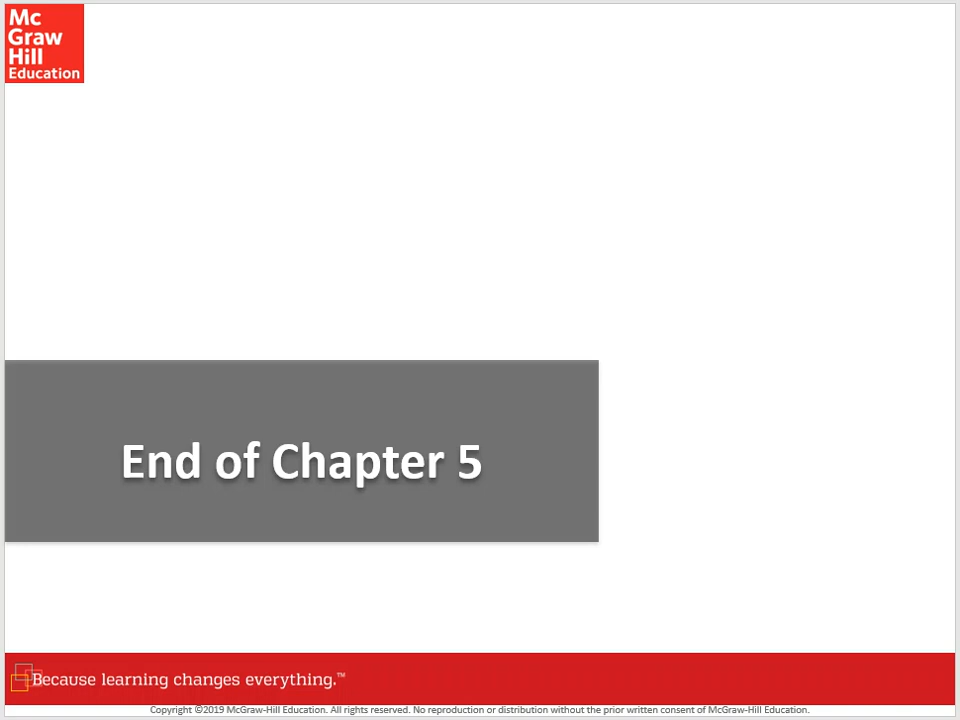 Mc
Graw
Hill
Education
End of Chapter 5
Because learning changes everything.™
Copyright ©2019 McGraw-Hill Education. All rights reserved. No reproduction or distribution without the prior written consent of McGraw-Hill Education.